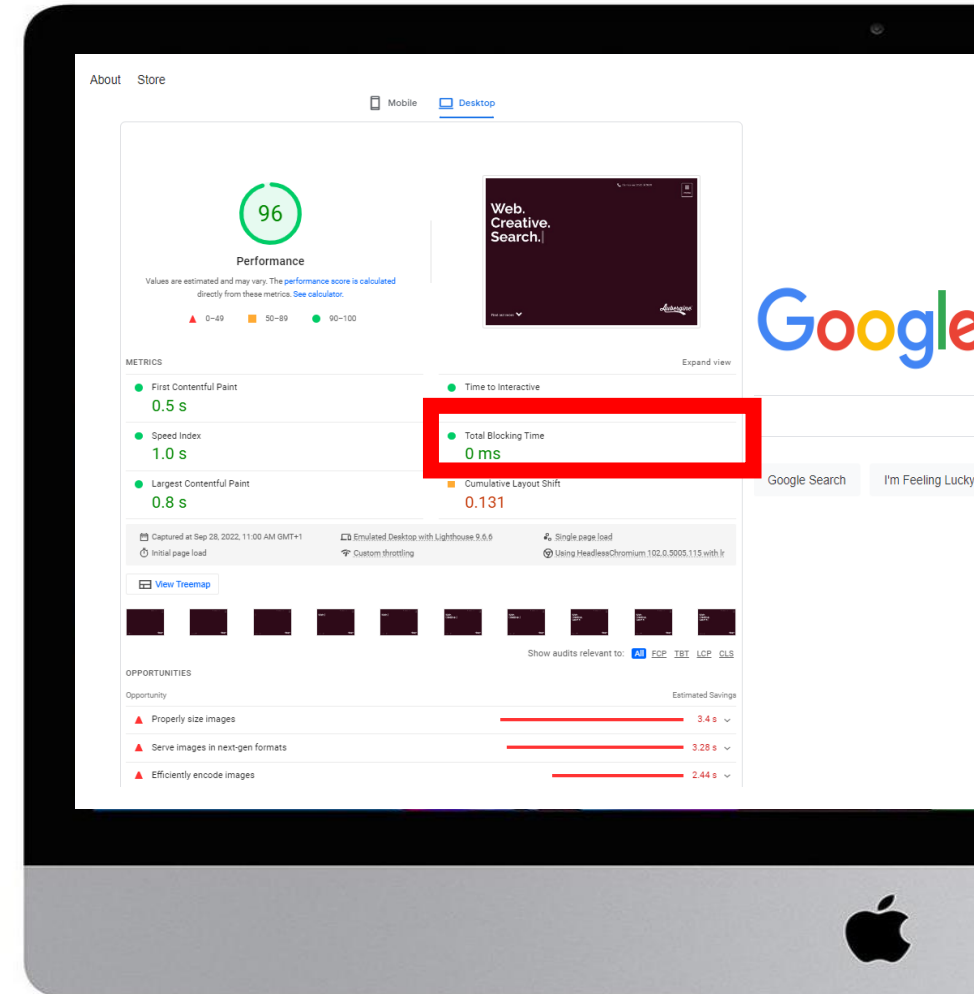 About Store
Mobile Desktop
96
Performance
Values are estimated and may vary. The performance score is calculated
directly from these metrics. See calculator.
0–49 50–89 90–100
Web.
Creative.
Search.
Find out more
Auborgine
METRICS
Expand view
First Contentful Paint
0.5 s
Time to Interactive
Speed Index
1.0 s
Total Blocking Time
0 ms
Largest Contentful Paint
0.8 s
Cumulative Layout Shift
0.131
Captured at Sep 28, 2022, 11:00 AM GMT+1
Emulated Desktop with Lighthouse 9.6.6
Single page load
Initial page load
Custom throttling
Using HeadlessChromium 102.0.5005.115 with lr
View Treemap
Show audits relevant to: All FCP TBT LCP CLS
OPPORTUNITIES
Opportunity Estimated Savings
Properly size images 3.4 s
Serve images in next-gen formats 3.28 s
Efficiently encode images 2.44 s
Google
Google Search I'm Feeling Lucky